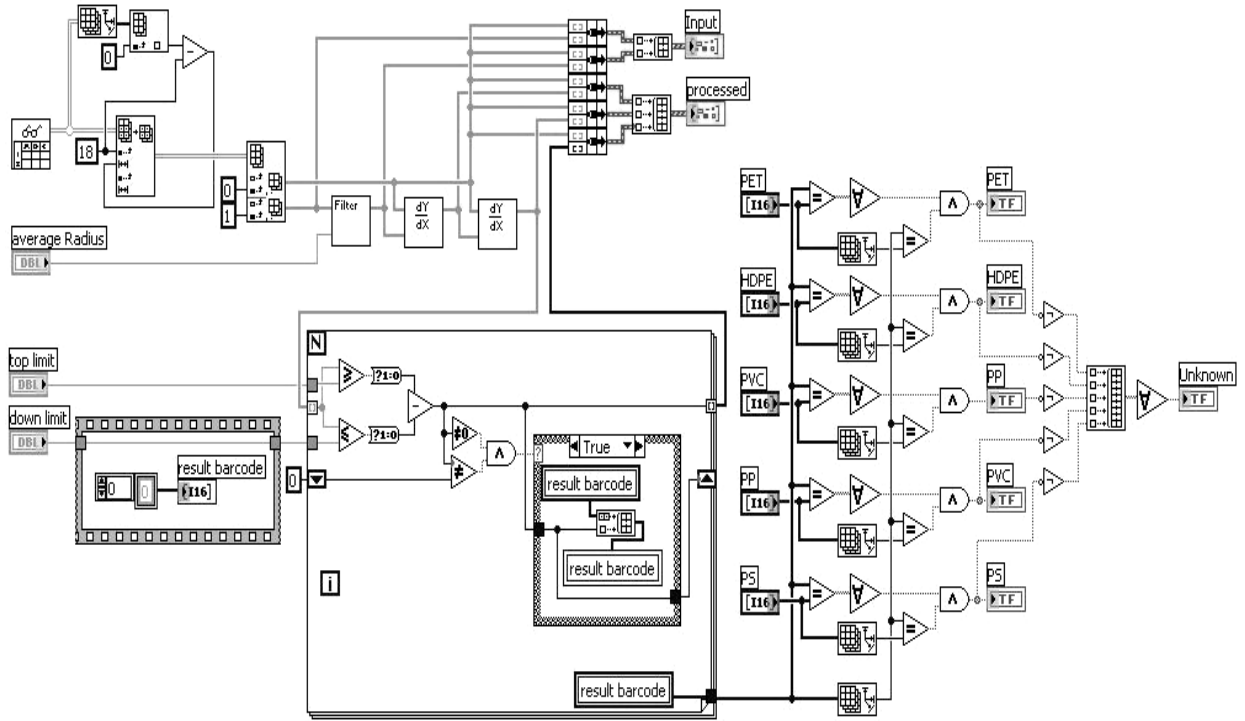 Input
processed
0
18
0
1
Filter
dY
dX
dY
dX
average Radius
DBL
PET
[I16]
PET
TF
HDPE
[I16]
HDPE
TF
N
top limit
DBL
?1:0
PVC
[I16]
PP
TF
Unknown
TF
down limit
DBL
?1:0
result barcode
0
0
I16]
0
≠0
True
result barcode
result barcode
PP
[I16]
PVC
TF
i
PS
[I16]
PS
TF
result barcode